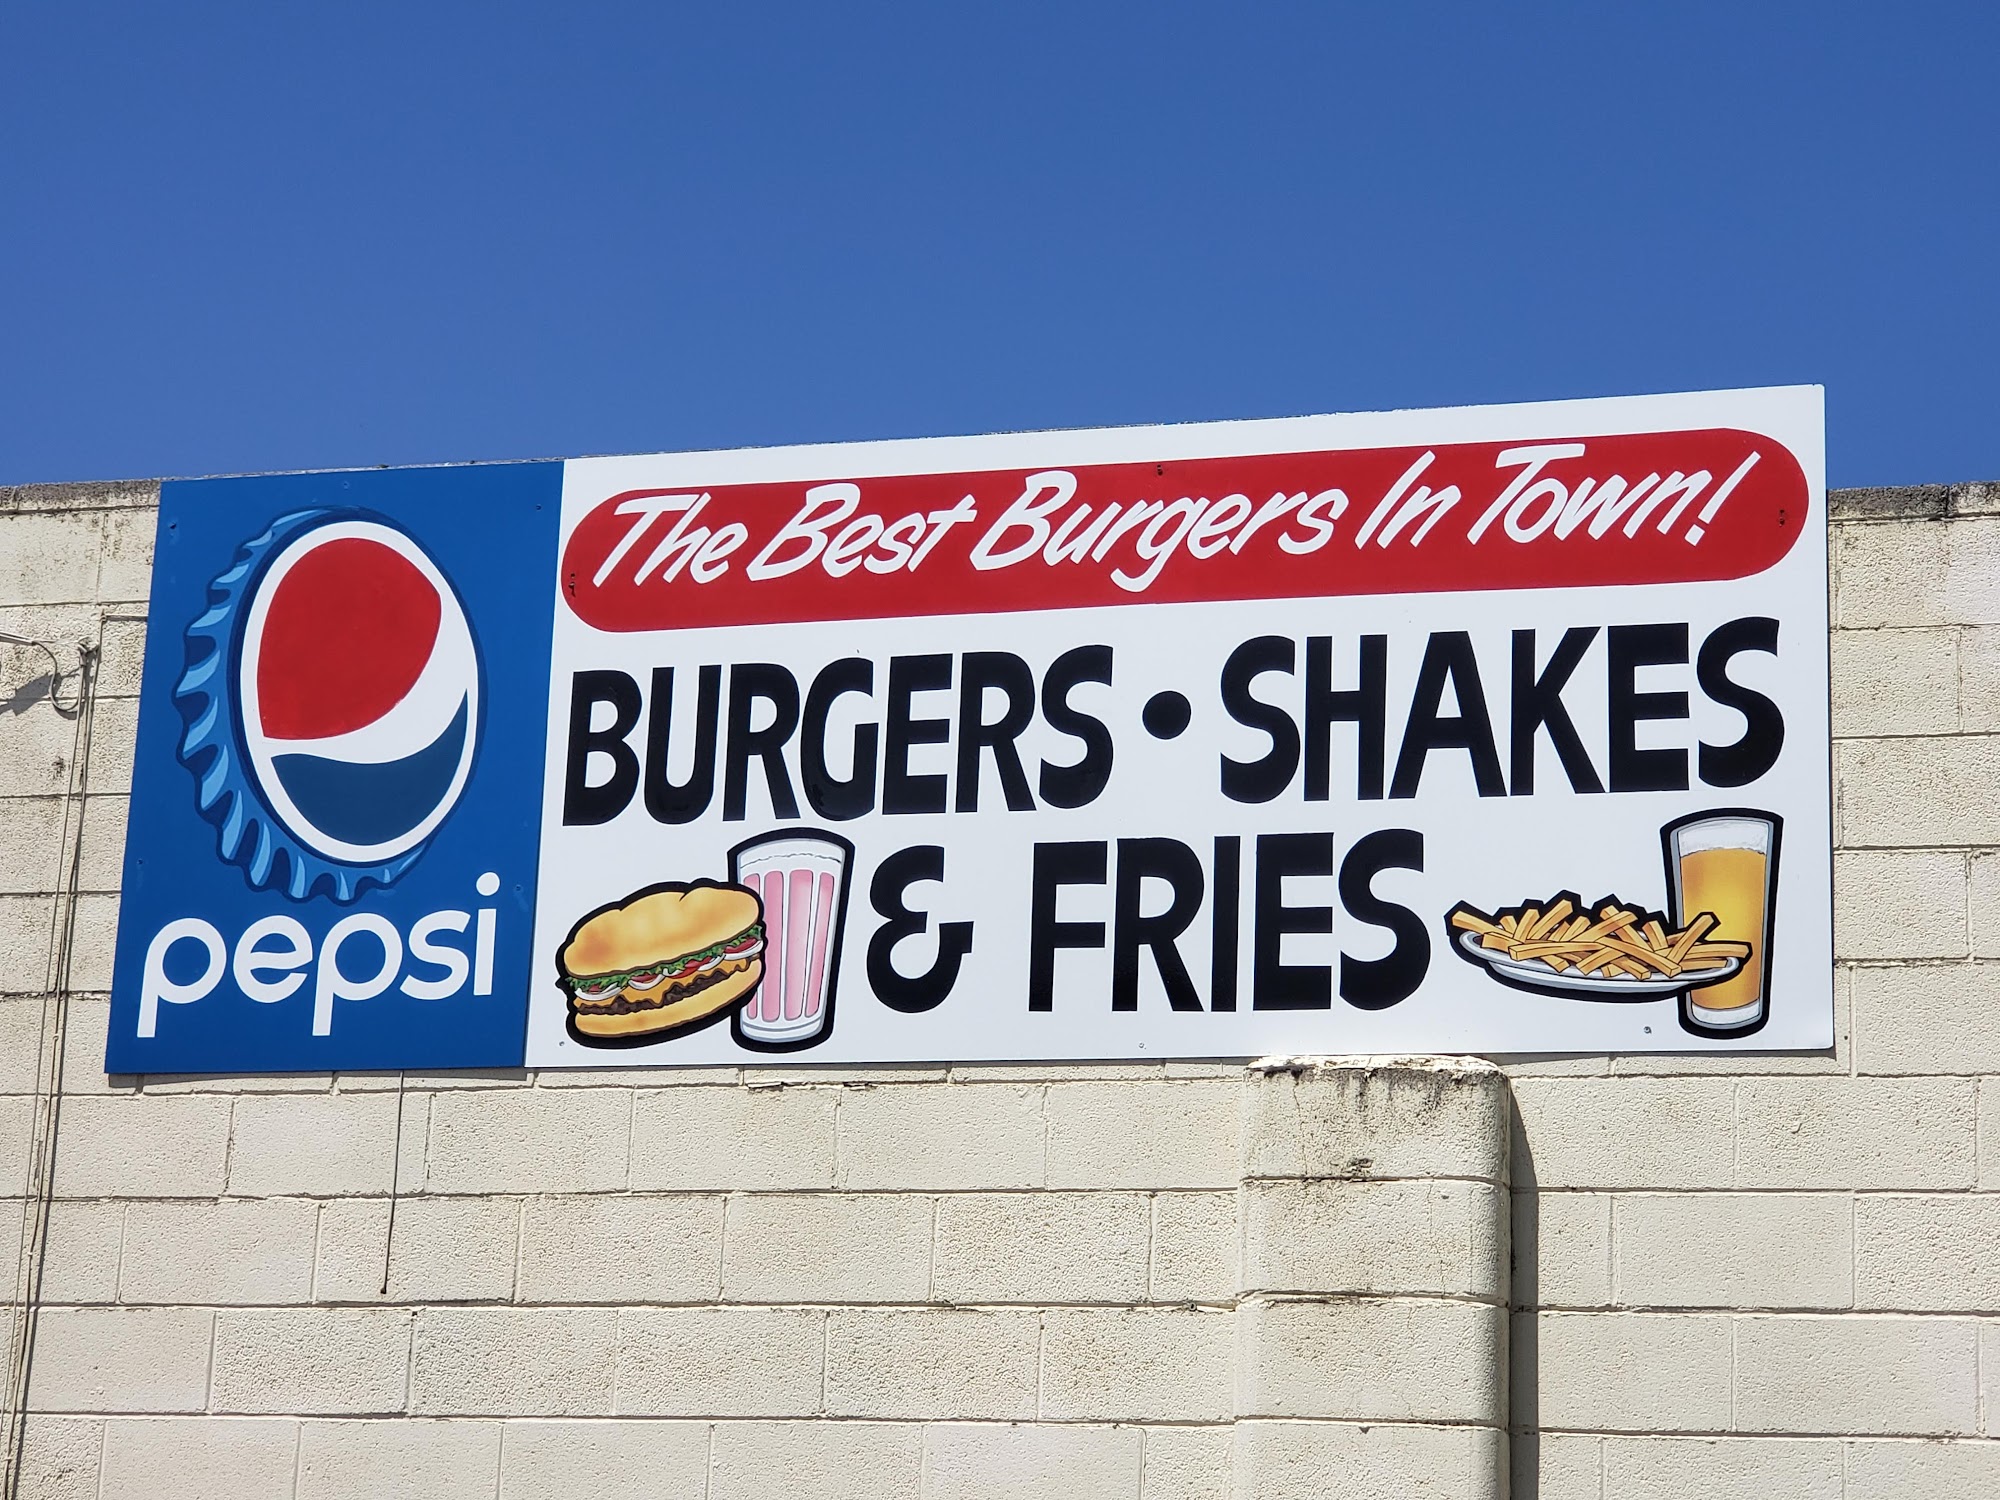 pepsi
The Best Burgers In Town!
BURGERS • SHAKES
& FRIES